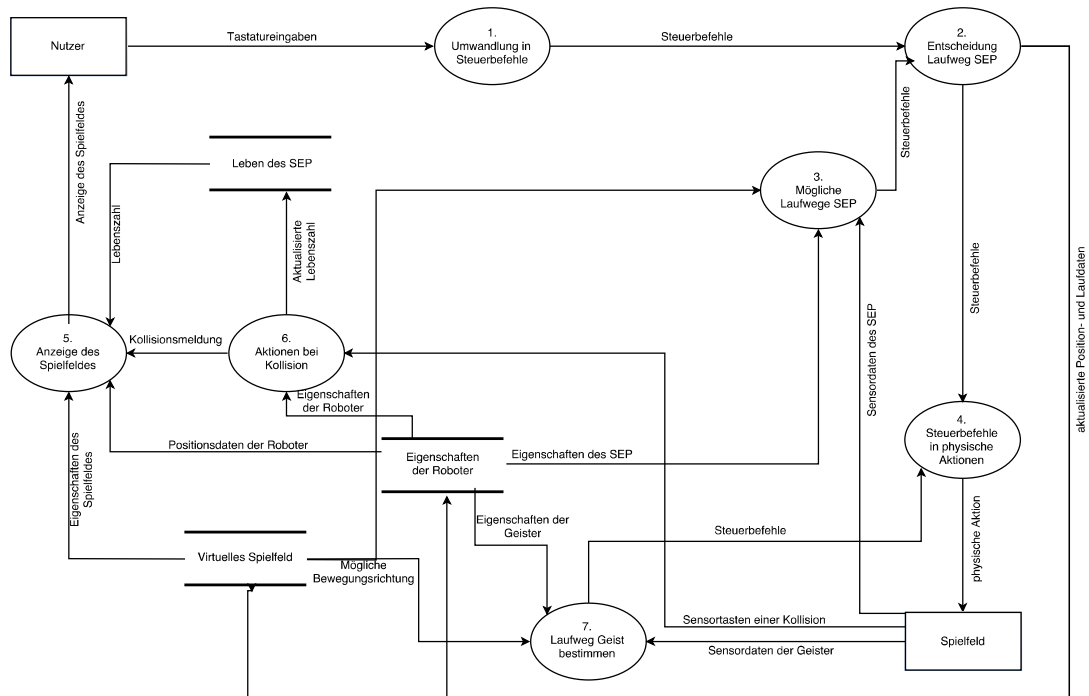 Nutzer
Tastatureingaben
1.
Umwandlung in
Steuerbefehle
Steuerbefehle
2.
Entscheidung
Laufweg SEP
Anzeige des Spielfeldes
Leben des SEP
Lebenszahl
Aktualisierte
Lebenszahl
3.
Mögliche
Laufwege SEP
Steuerbefehle
Steuerbefehle
aktualisierte Position- und Laufdaten
5.
Anzeige des
Spielfeldes
Kollisionsmeldung
6.
Aktionen bei
Kollision
Sensordaten des SEP
Eigenschaften
der Roboter
Positionsdaten der Roboter
Eigenschaften
der Roboter
Eigenschaften des SEP
4.
Steuerbefehle
in physische
Aktionen
Eigenschaften des
Spielfeldes
Eigenschaften der
Geister
Steuerbefehle
physische Aktion
Virtuelles Spielfeld
Mögliche
Bewegungsrichtung
7.
Laufweg Geist
bestimmen
Sensortasten einer Kollision
Sensordaten der Geister
Spielfeld